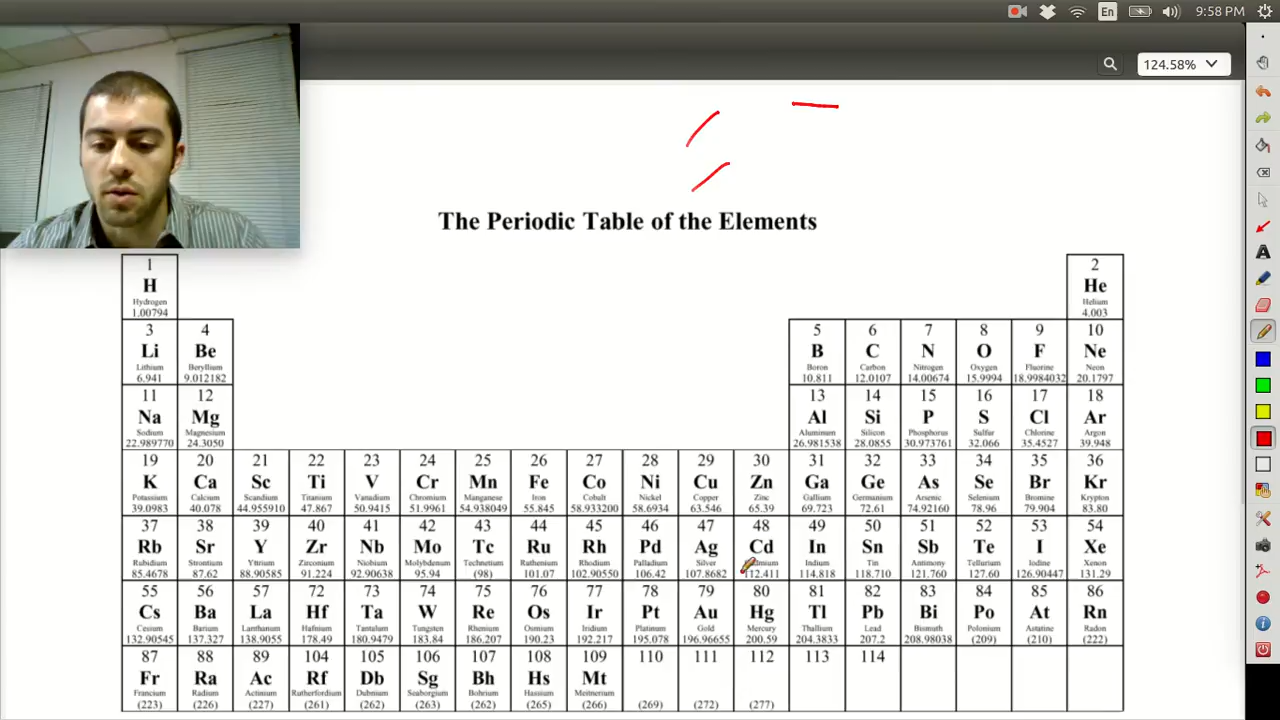 En 9:58 PM
124.58%
The Periodic Table of the Elements
1 2
H He
Hydrogen Helium
1.00794 4.003
3 4 5 6 7 8 9 10
Li Be B C N O F Ne
Lithium Beryllium Boron Carbon Nitrogen Oxygen Fluorine Neon
6.941 9.012182 10.811 12.0107 14.00674 15.9994 18.9984032 20.1797
11 12 13 14 15 16 17 18
Na Mg Al Si P S Cl Ar
Sodium Magnesium Aluminum Silicon Phosphorus Sulfur Chlorine Argon
22.989770 24.3050 26.981538 28.0855 30.973761 32.066 35.4527 39.948
19 20 21 22 23 24 25 26 27 28 29 30 31 32 33 34 35 36
K Ca Sc Ti V Cr Mn Fe Co Ni Cu Zn Ga Ge As Se Br Kr
Potassium Calcium Scandium Titanium Vanadium Chromium Manganese Iron Cobalt Nickel Copper Zinc Gallium Germanium Arsenic Selenium Bromine Krypton
39.0983 40.078 44.955910 47.867 50.9415 51.9961 54.938049 55.845 58.933200 58.6934 63.546 65.39 69.723 72.61 74.92160 78.96 79.904 83.80
37 38 39 40 41 42 43 44 45 46 47 48 49 50 51 52 53 54
Rb Sr Y Zr Nb Mo Tc Ru Rh Pd Ag Cd In Sn Sb Te I Xe
Rubidium Strontium Yttrium Zirconium Niobium Molybdenum Technetium Ruthenium Rhodium Palladium Silver Indium Tin Antimony Tellurium Iodine Xenon
85.4678 87.62 88.90585 91.224 92.90638 95.94 (98) 101.07 102.90550 106.42 107.8682 112.411 114.818 118.710 121.760 127.60 126.90447 131.29
55 56 57 72 73 74 75 76 77 78 79 80 81 82 83 84 85 86
Cs Ba La Hf Ta W Re Os Ir Pt Au Hg Tl Pb Bi Po At Rn
Cesium Barium Lanthanum Hafnium Tantalum Tungsten Rhenium Osmium Iridium Platinum Gold Mercury Thallium Lead Bismuth Polonium Astatine Radon
132.90545 137.327 138.9055 178.49 180.9479 183.84 186.207 190.23 192.217 195.078 196.96655 200.59 204.3833 207.2 208.98038 (209) (210) (222)
87 88 89 104 105 106 107 108 109 110 111 112 113 114
Fr Ra Ac Rf Db Sg Bh Hs Mt
Francium Radium Actinium Rutherfordium Dubnium Seaborgium Bohrium Hassium Meitnerium
(223) (226) (227) (261) (262) (263) (262) (265) (266) (269) (272) (277)